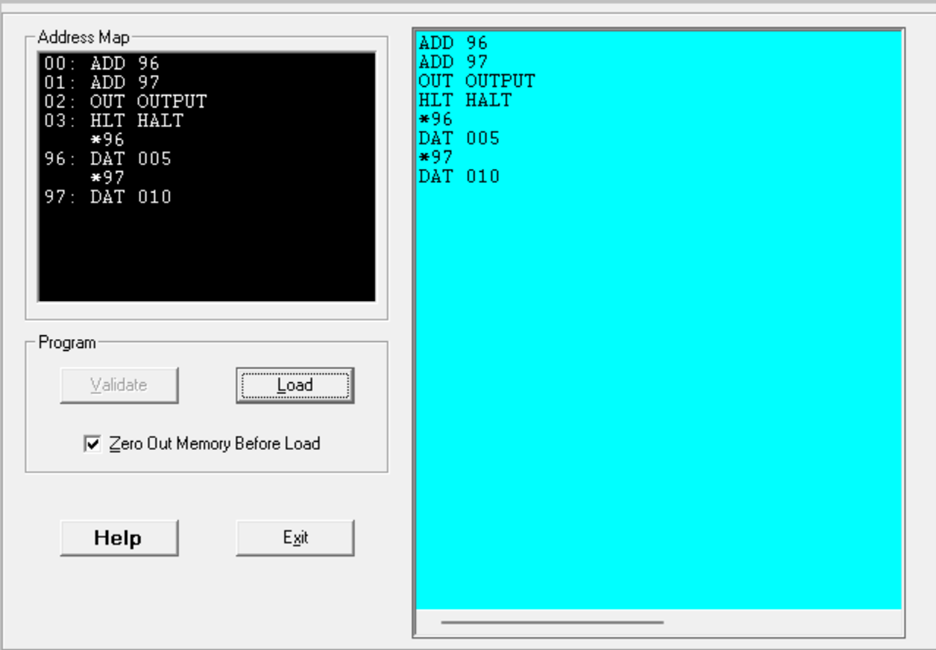 Address Map
00: ADD 96
01: ADD 97
02: OUT OUTPUT
03: HLT HALT
*96
96: DAT 005
*97
97: DAT 010
Program
Validate
Load
Zero Out Memory Before Load
Help
Exit
ADD 96
ADD 97
OUT OUTPUT
HLT HALT
*96
DAT 005
*97
DAT 010